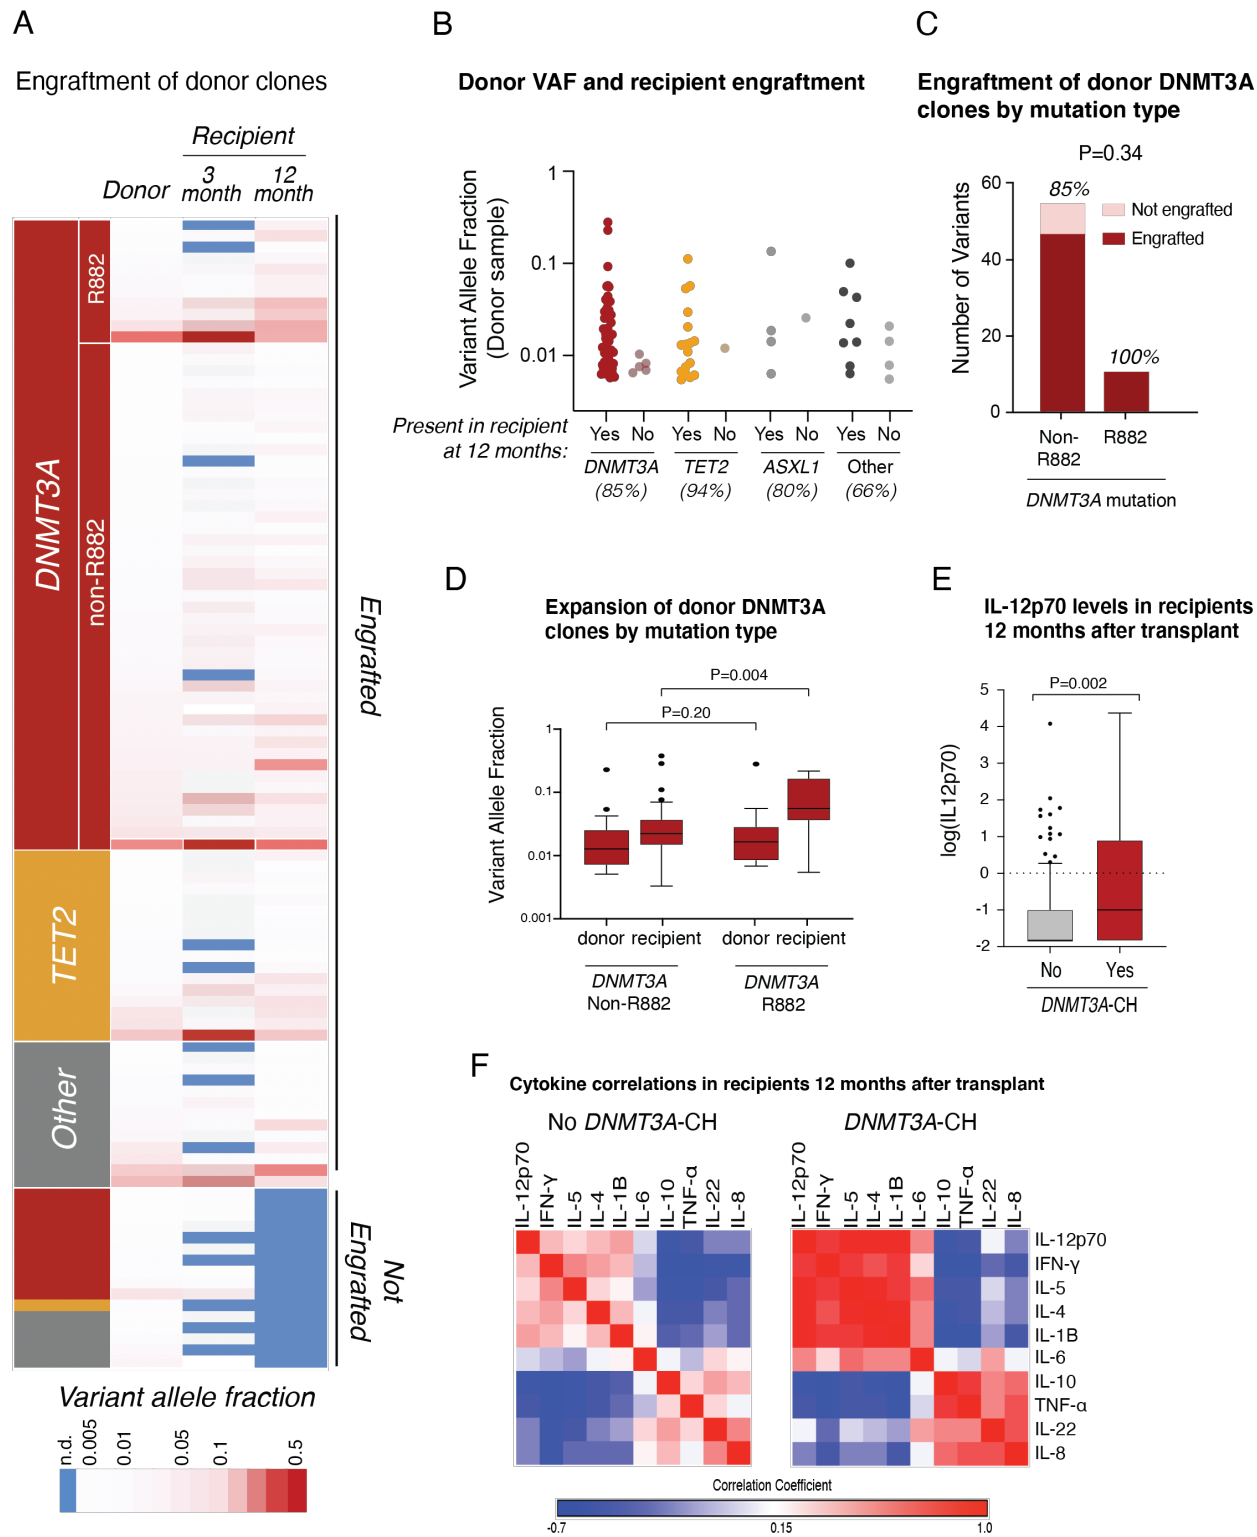 A
Engraftment of donor clones
Recipient
Donor
3 month
12 month
DNMT3A
R882
non-R882
TET2
Other
Engrafted
Not Engrafted
Variant allele fraction
n.d.
0.005
0.01
0.05
0.1
0.5
B
Donor VAF and recipient engraftment
Variant Allele Fraction
(Donor sample)
1
0.1
0.01
Present in recipient
at 12 months:
Yes No Yes No Yes No Yes No
DNMT3A TET2 ASXL1 Other
(85%) (94%) (80%) (66%)
C
Engraftment of donor DNMT3A
clones by mutation type
P=0.34
Number of Variants
60
40
20
0
85%
100%
Not engrafted
Engrafted
Non-
R882
R882
DNMT3A mutation
D
Expansion of donor DNMT3A
clones by mutation type
P=0.004
P=0.20
Variant Allele Fraction
1
0.1
0.01
0.001
donor recipient donor recipient
DNMT3A
Non-R882
DNMT3A
R882
E
IL-12p70 levels in recipients
12 months after transplant
P=0.002
log(IL12p70)
5
4
3
2
1
0
-1
-2
No Yes
DNMT3A-CH
F
Cytokine correlations in recipients 12 months after transplant
No DNMT3A-CH
DNMT3A-CH
IL-12p70 IFN-γ IL-5 IL-4 IL-1B IL-6 IL-10 TNF-α IL-22 IL-8
IL-12p70 IFN-γ IL-5 IL-4 IL-1B IL-6 IL-10 TNF-α IL-22 IL-8
IL-12p70
IFN-γ
IL-5
IL-4
IL-1B
IL-6
IL-10
TNF-α
IL-22
IL-8
Correlation Coefficient
-0.7 0.15 1.0